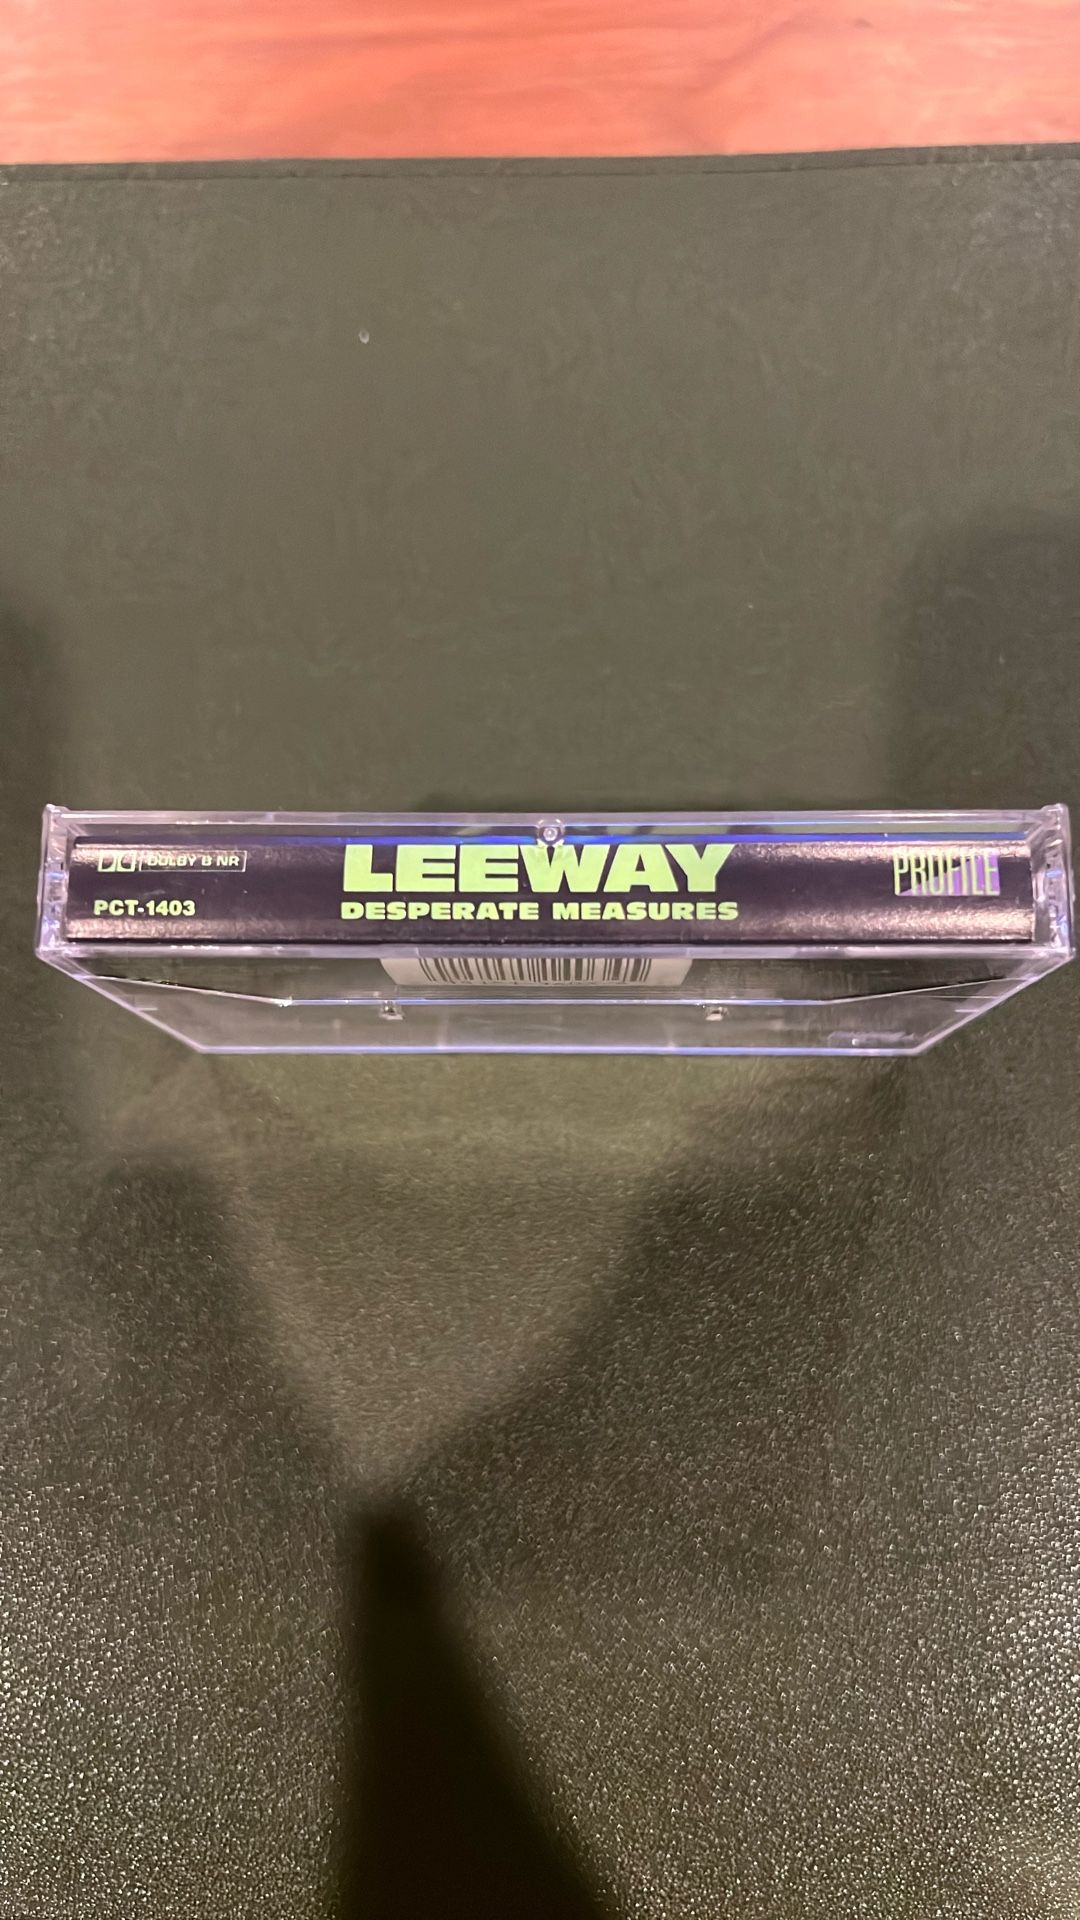 DOLBY B NR
PCT-1403
LEEWAY
DESPERATE MEASURES
PROFILE